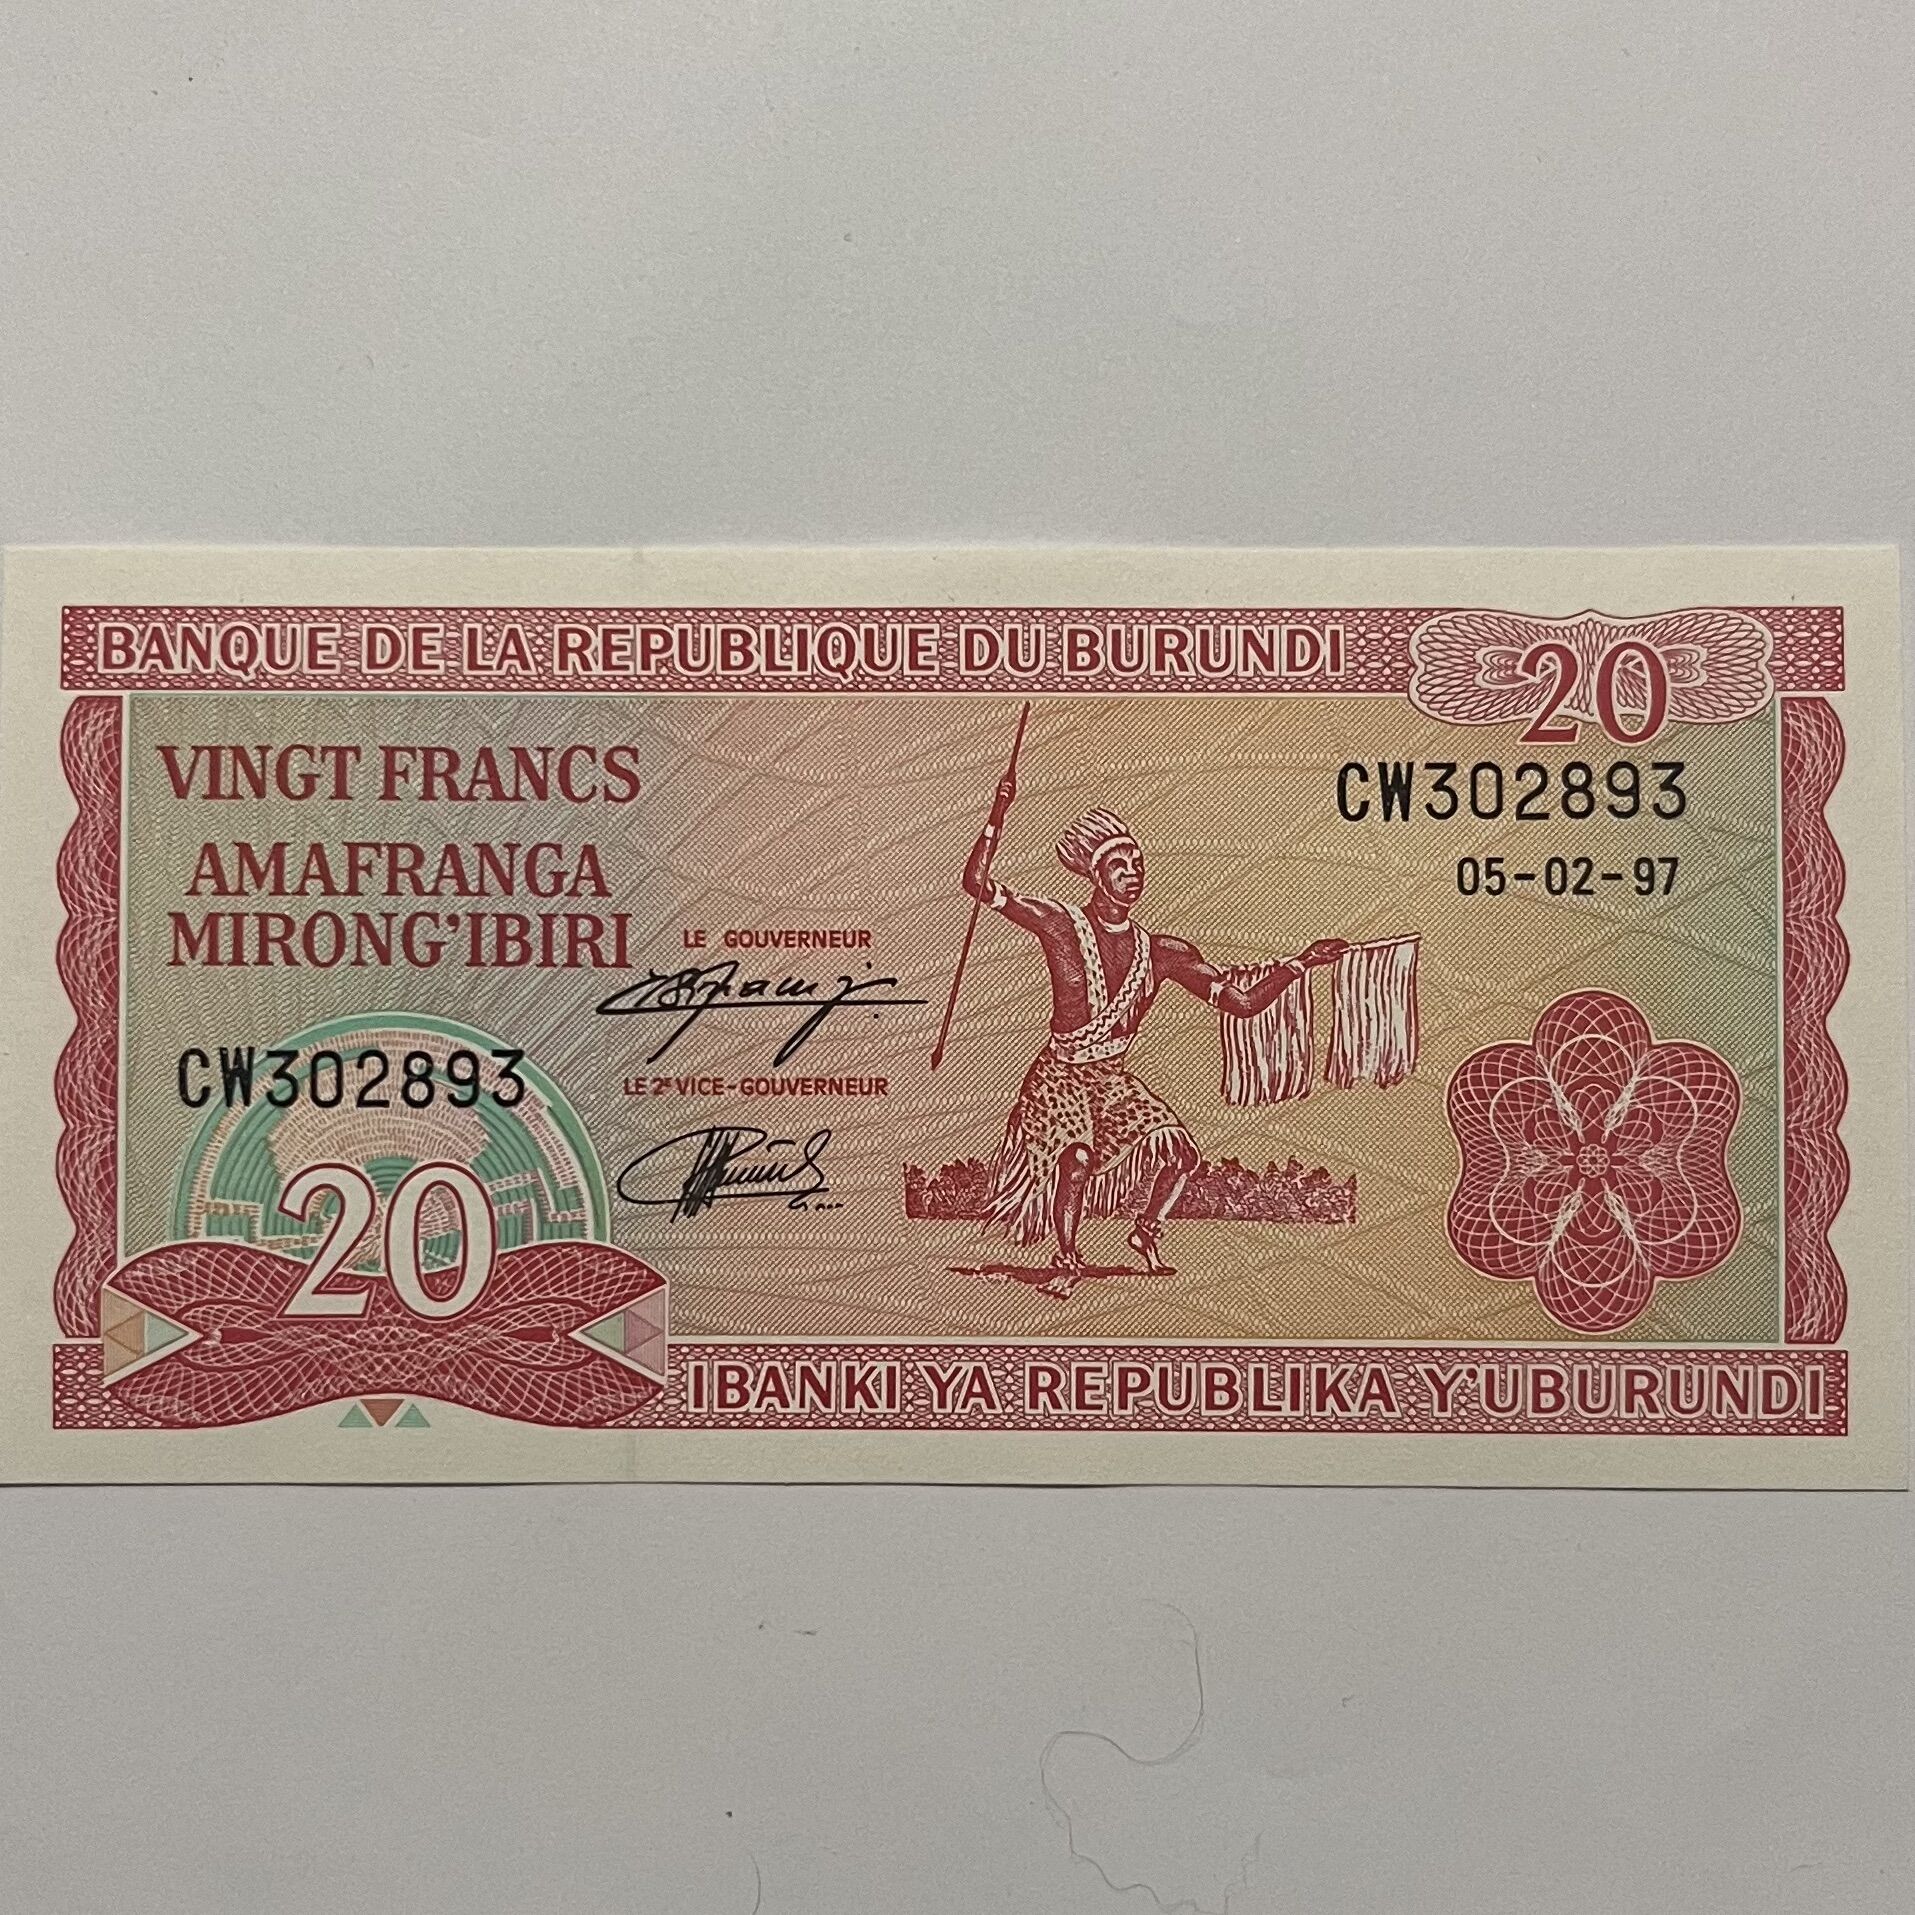 BANQUE DE LA REPUBLIQUE DU BURUNDI
20
VINGT FRANCS
CW302893
AMAFRANGA
MIRONG'IBIRI
05-02-97
LE GOUVERNEUR
CW302893
LE 2E VICE-GOUVERNEUR
20
IBANKI YA REPUBLIKA Y'UBURUNDI